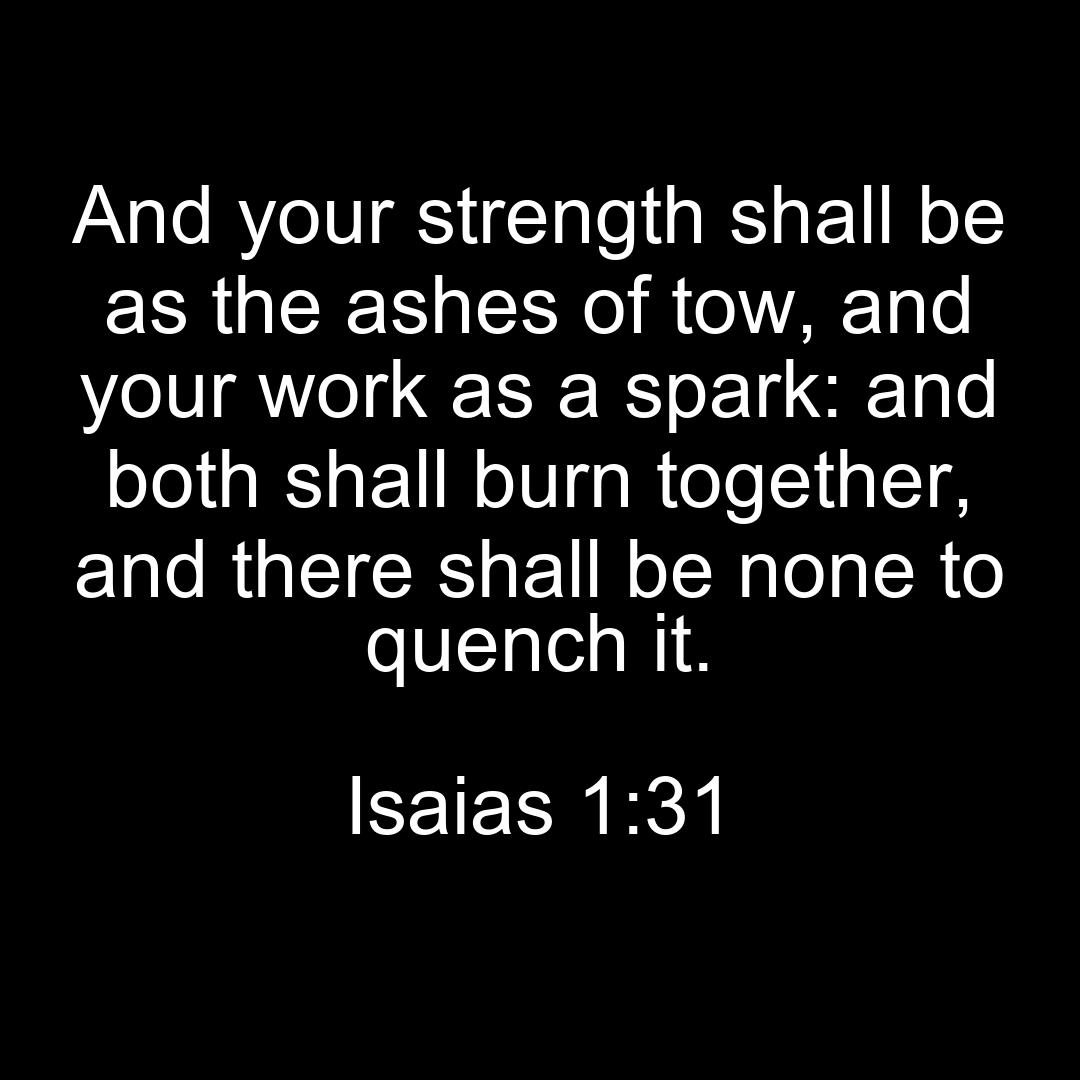 And your strength shall be
as the ashes of tow, and
your work as a spark: and
both shall burn together,
and there shall be none to
quench it.
Isaias 1:31